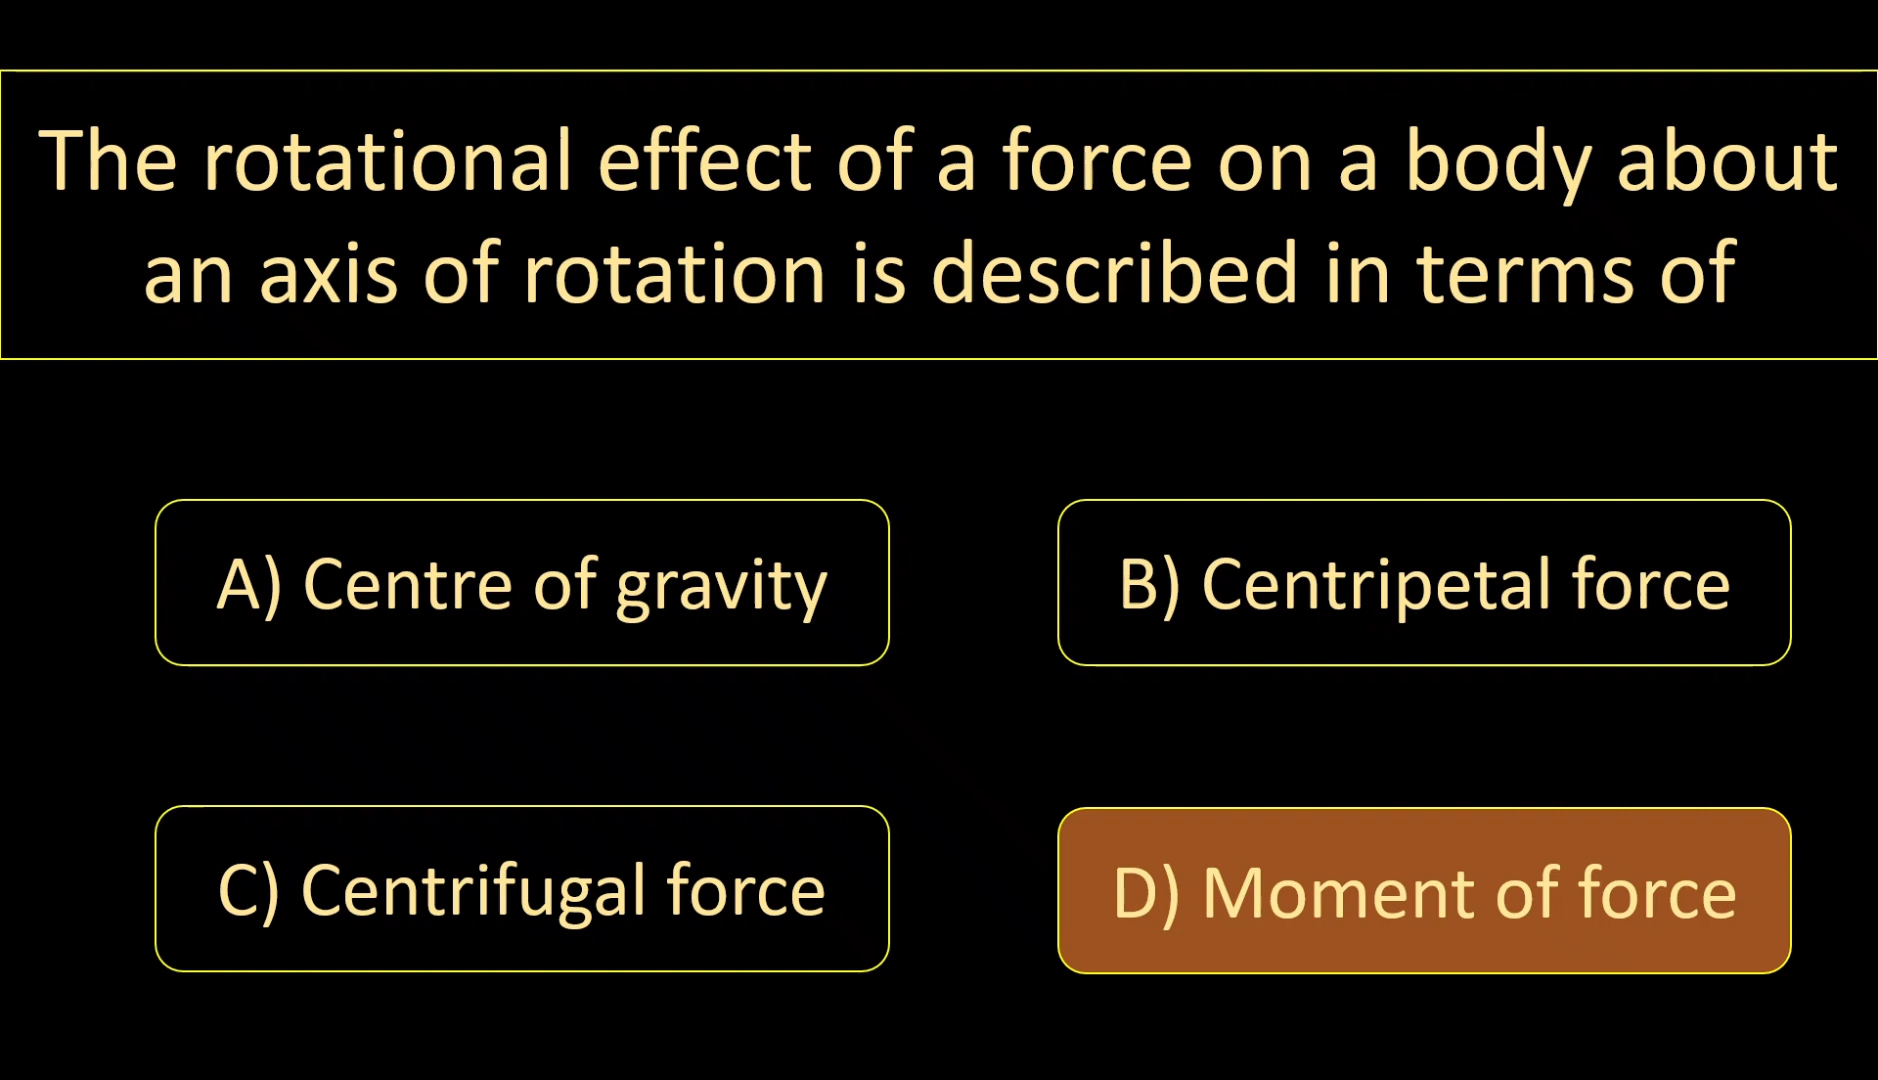 The rotational effect of a force on a body about
an axis of rotation is described in terms of
A) Centre of gravity
B) Centripetal force
C) Centrifugal force
D) Moment of force